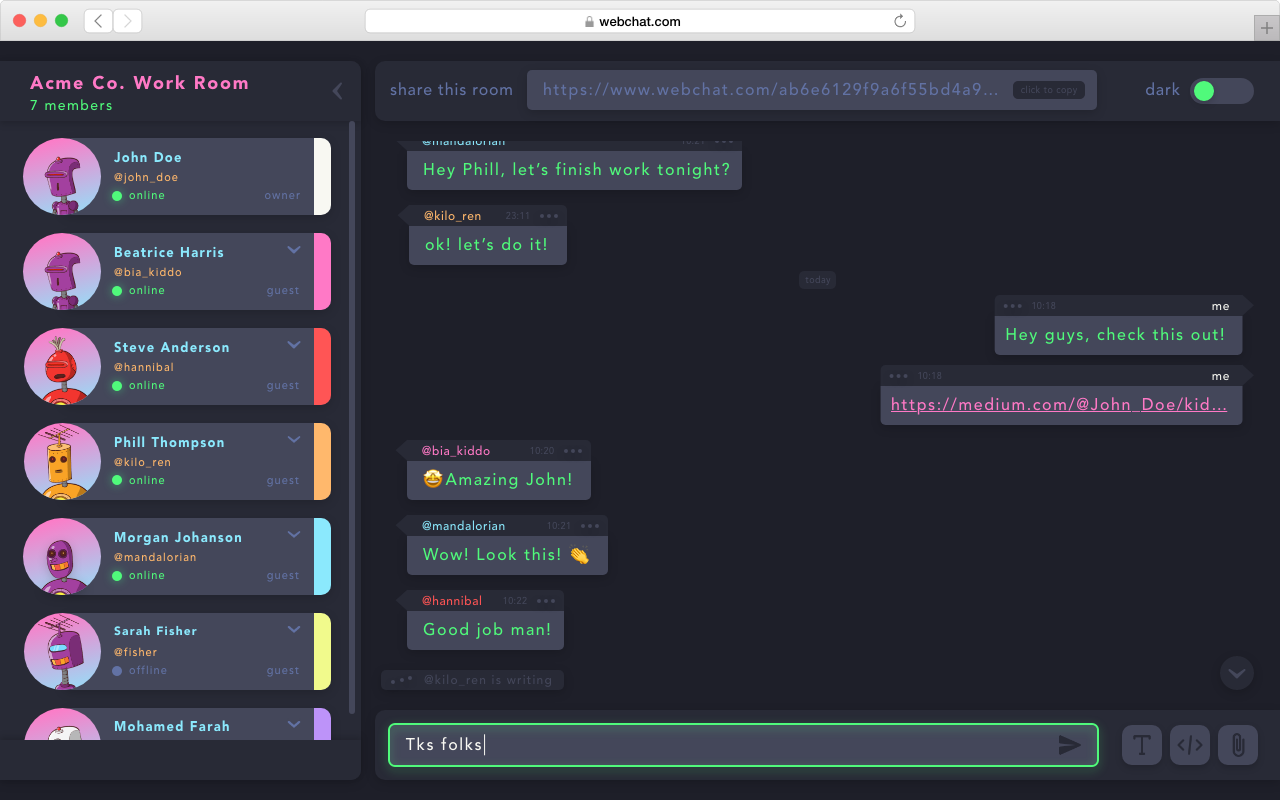 webchat.com
Acme Co. Work Room
7 members
John Doe
@john_doe
online
owner
Beatrice Harris
@bia_kiddo
online
guest
Steve Anderson
@hannibal
online
guest
Phill Thompson
@kilo_ren
online
guest
Morgan Johanson
@mandalorian
online
guest
Sarah Fisher
@fisher
offline
guest
Mohamed Farah
share this room
https://www.webchat.com/ab6e6129f9a6f55bd4a9...
click to copy
dark
@mandalorian
Hey Phill, let’s finish work tonight?
@kilo_ren 23:11
ok! let’s do it!
today
10:18 me
Hey guys, check this out!
10:18 me
https://medium.com/@John_Doe/kid...
@bia_kiddo 10:20
🤩Amazing John!
@mandalorian 10:21
Wow! Look this! 👏
@hannibal 10:22
Good job man!
@kilo_ren is writing
Tks folks